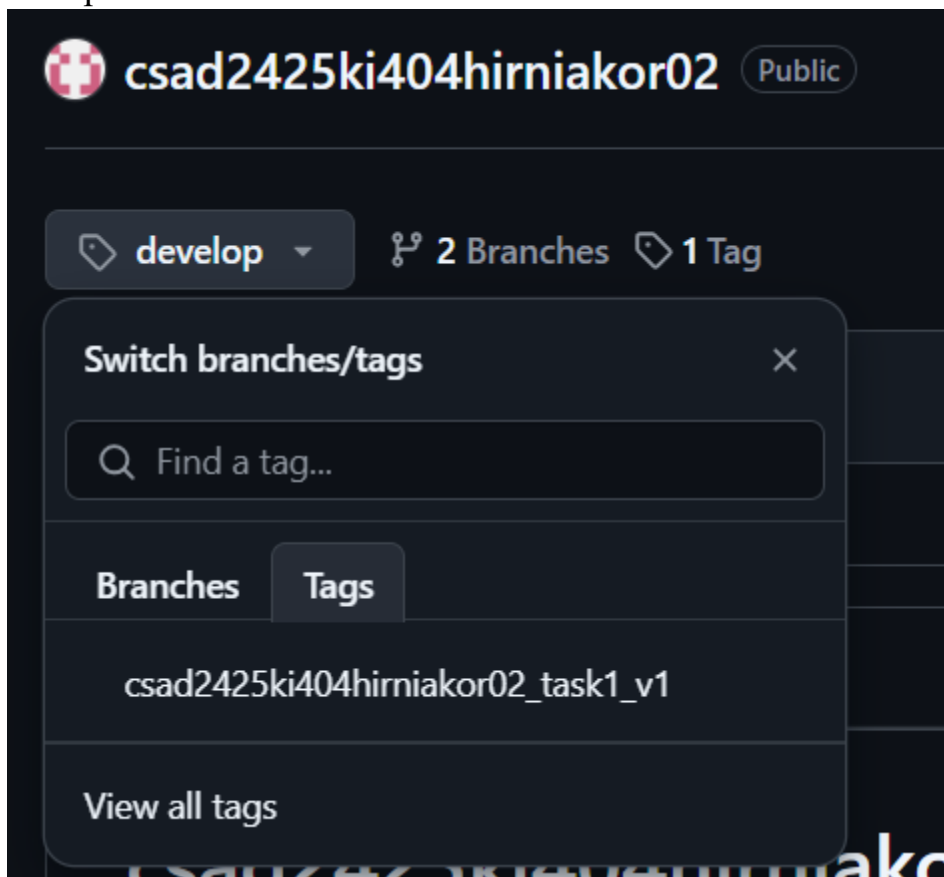 csad2425ki404hirniakor02 Public
develop 2 Branches 1 Tag
Switch branches/tags
Find a tag...
Branches Tags
csad2425ki404hirniakor02_task1_v1
View all tags